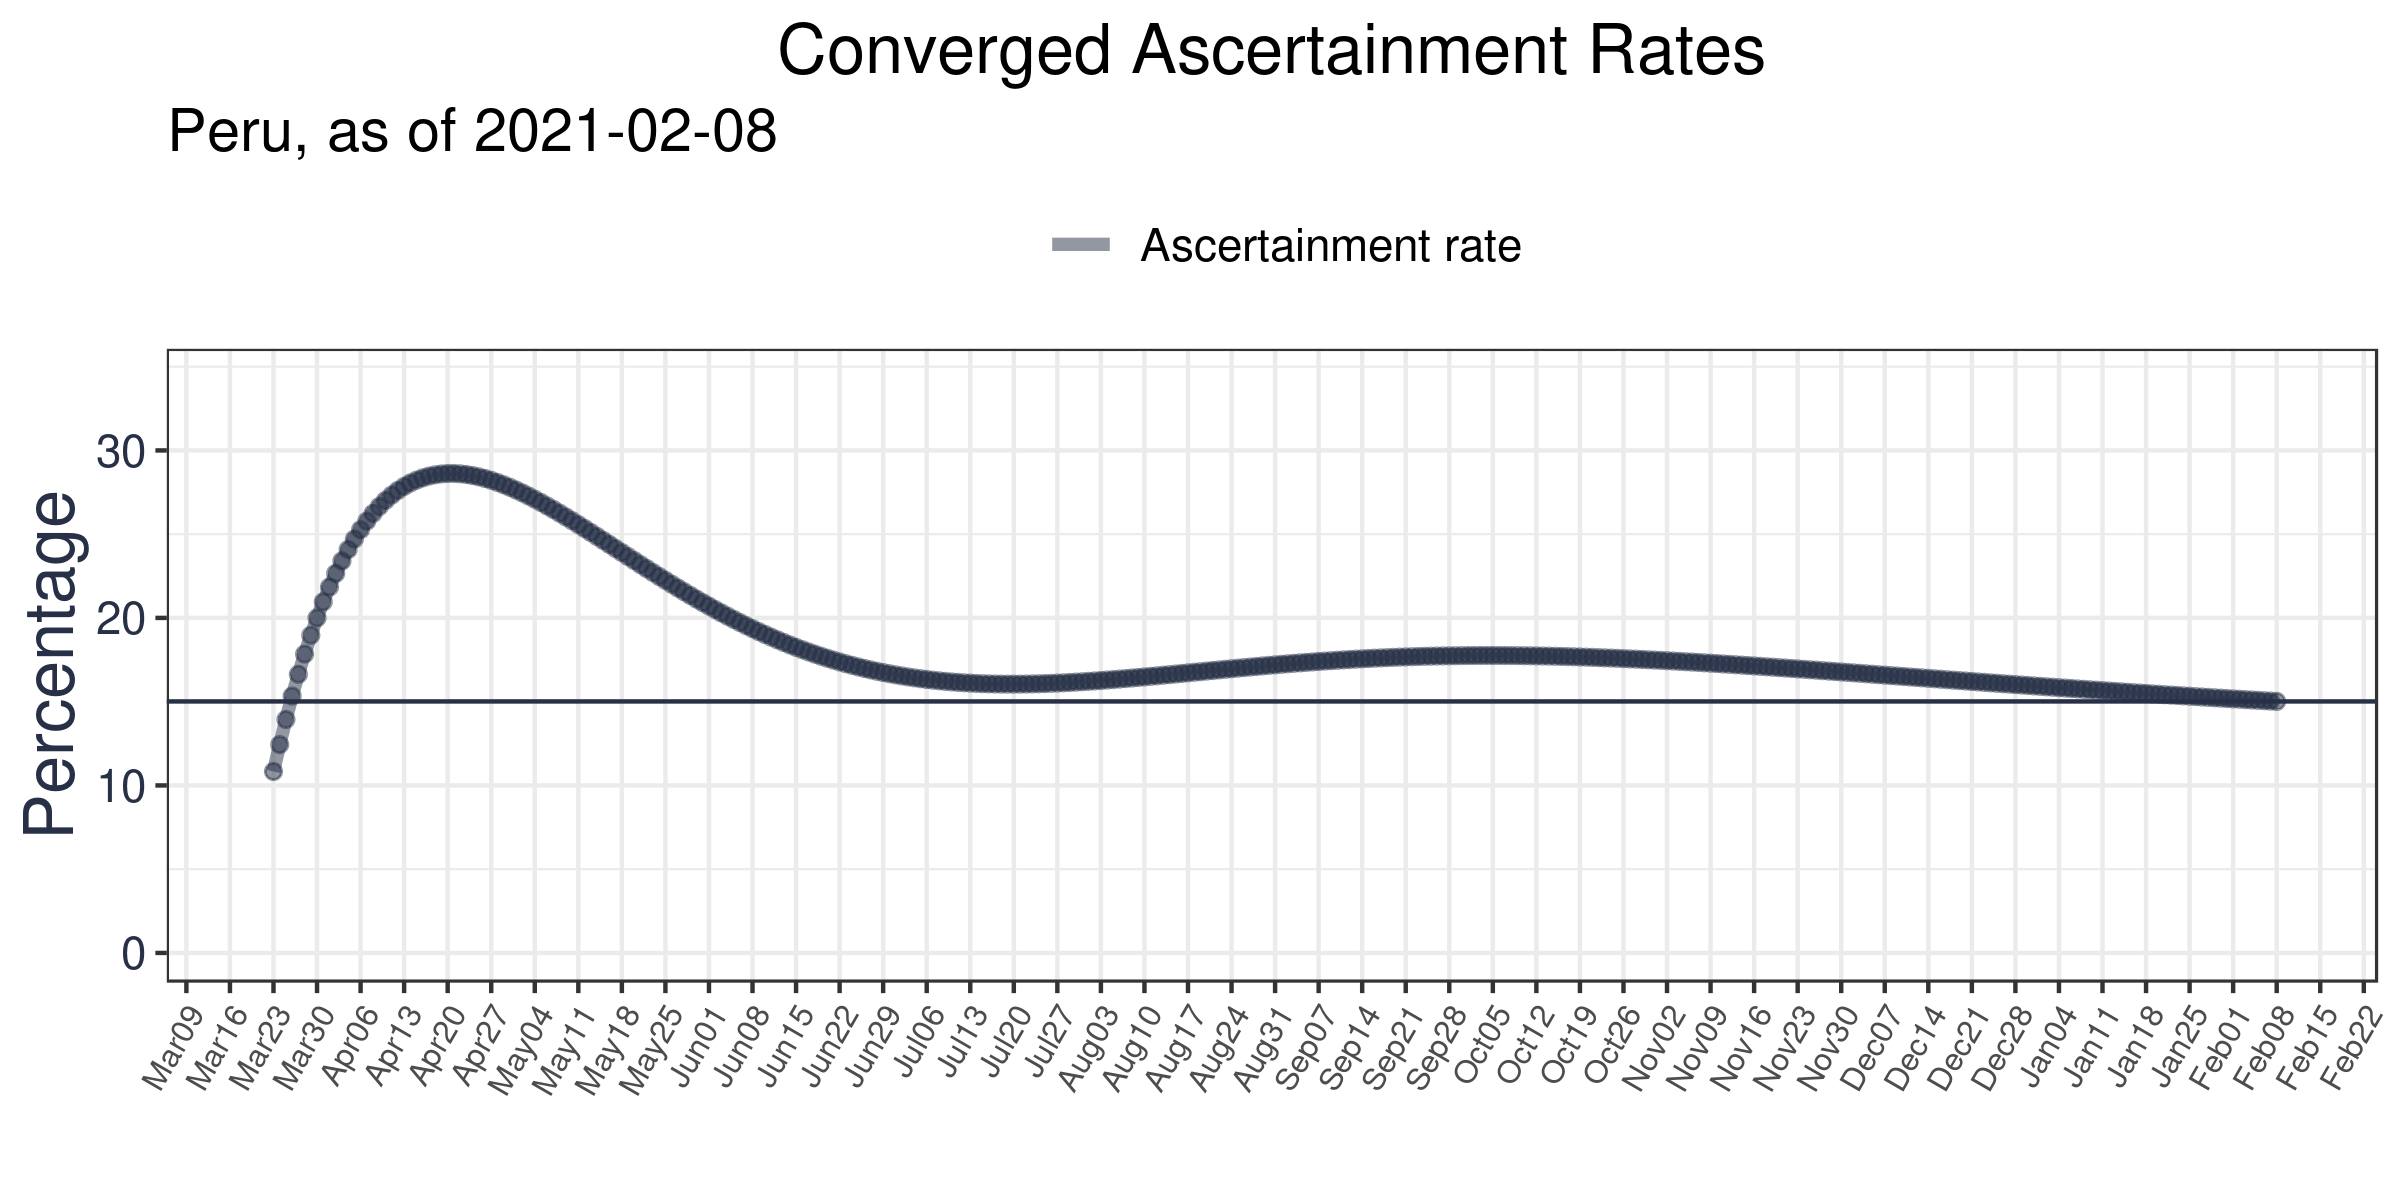 Converged Ascertainment Rates
Peru, as of 2021-02-08
Ascertainment rate
Percentage
30
20
10
0
Mar09
Mar16
Mar23
Mar30
Apr06
Apr13
Apr20
Apr27
May04
May11
May18
May25
Jun01
Jun08
Jun15
Jun22
Jun29
Jul06
Jul13
Jul20
Jul27
Aug03
Aug10
Aug17
Aug24
Aug31
Sep07
Sep14
Sep21
Sep28
Oct05
Oct12
Oct19
Oct26
Nov02
Nov09
Nov16
Nov23
Nov30
Dec07
Dec14
Dec21
Dec28
Jan04
Jan11
Jan18
Jan25
Feb01
Feb08
Feb15
Feb22